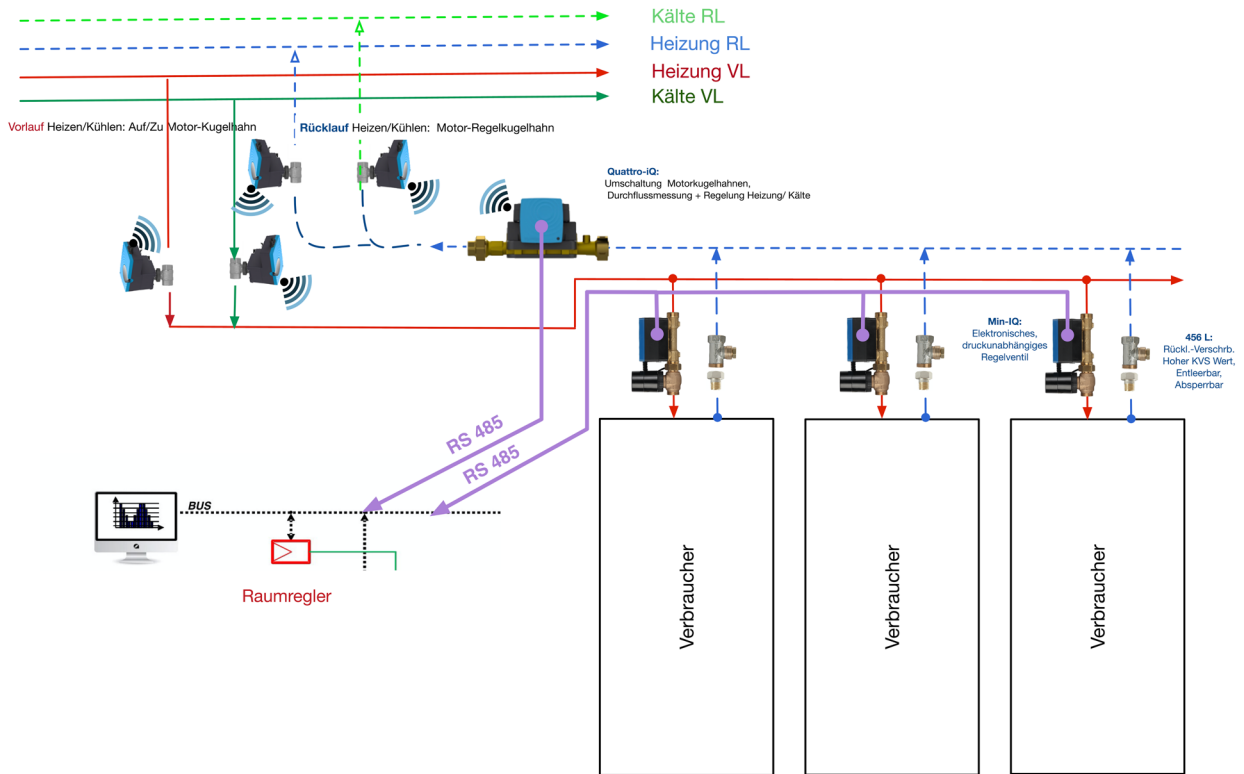 Kälte RL
Heizung RL
Heizung VL
Kälte VL
Vorlauf Heizen/Kühlen: Auf/Zu Motor-Kugelhahn
Rücklauf Heizen/Kühlen: Motor-Regelkugelhahn
Quattro-iQ:
Umschaltung Motorkugelhahnen,
Durchflussmessung + Regelung Heizung/ Kälte
Min-IQ:
Elektronisches,
druckunabhängiges
Regelventil
456 L:
Rückl.-Verschrb.
Hoher KVS Wert,
Entleerbar,
Absperrbar
RS 485
RS 485
BUS
Raumregler
Verbraucher
Verbraucher
Verbraucher